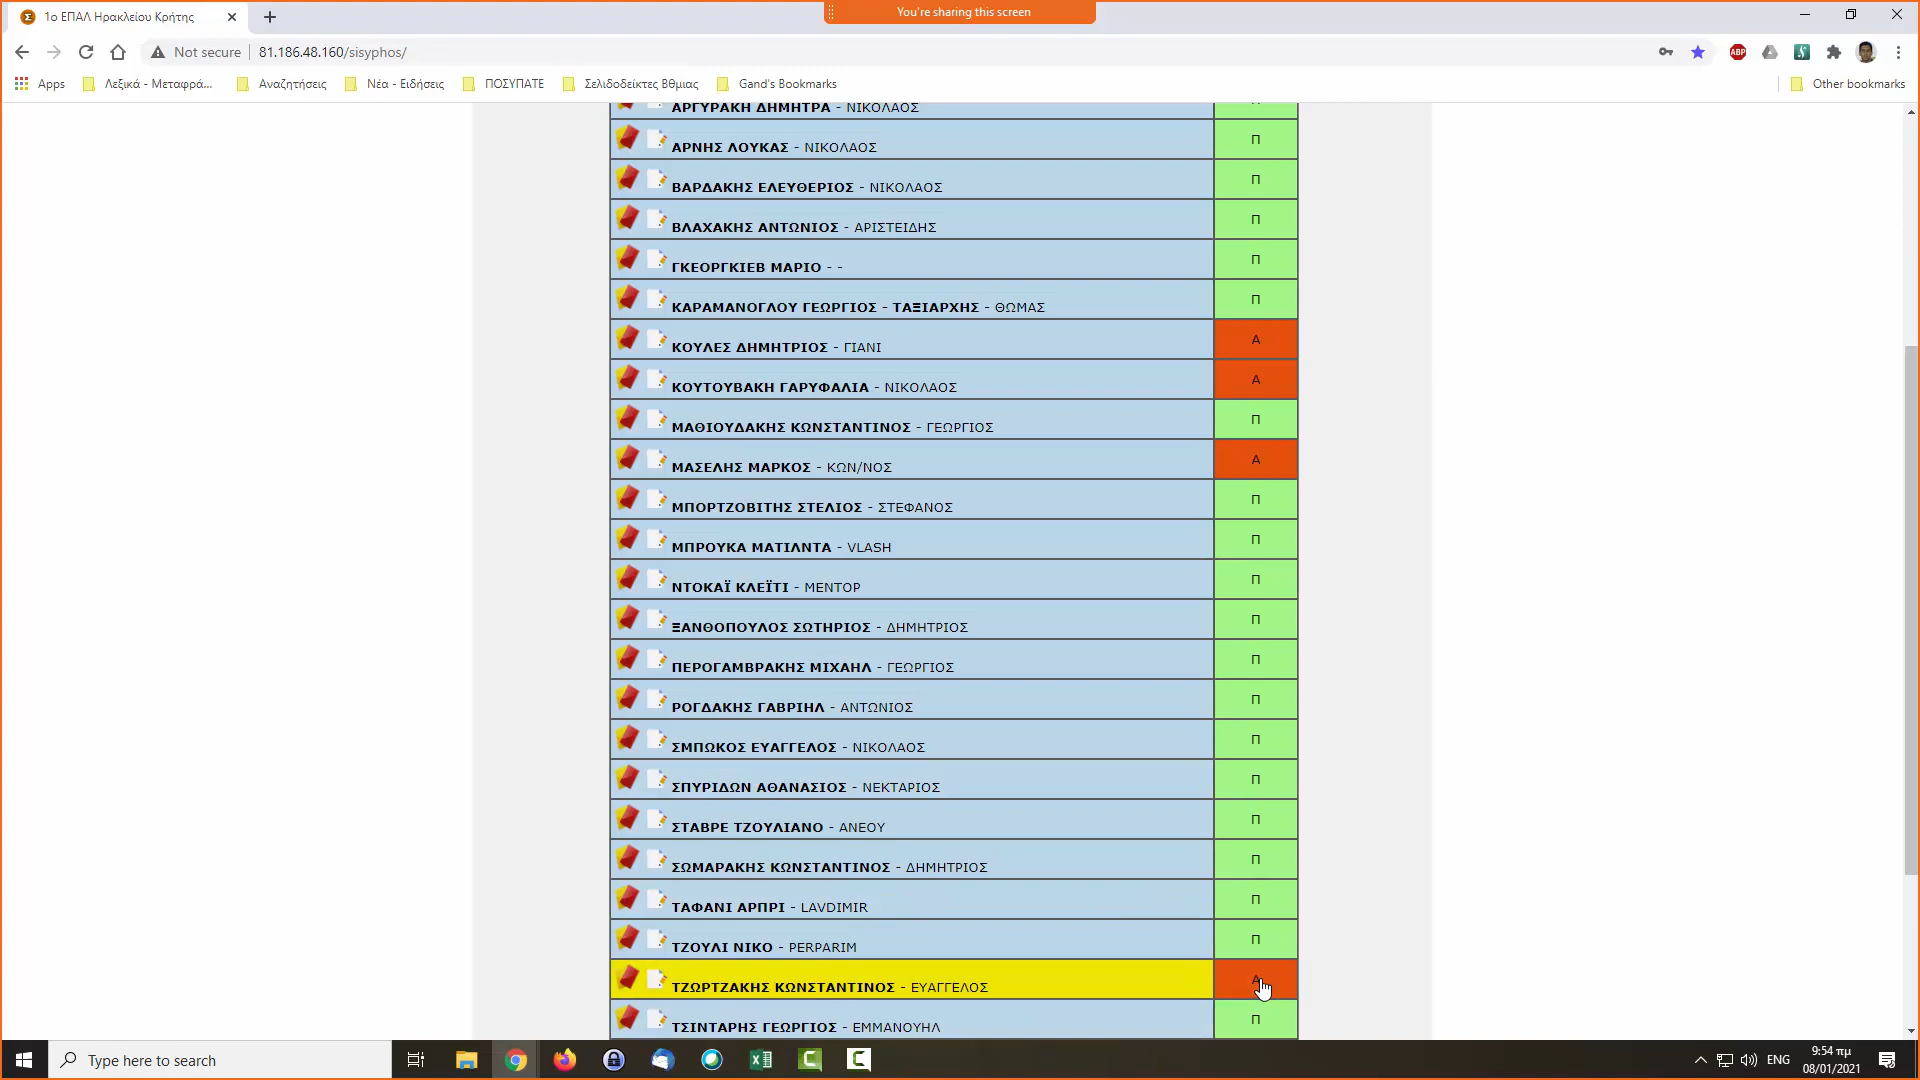 1ο ΕΠΑΛ Ηρακλείου Κρήτης
You're sharing this screen
Not secure
81.186.48.160/sisyphos/
ABP
Apps
Λεξικά - Μεταφρά...
Αναζητήσεις
Νέα - Ειδήσεις
ΠΟΣΥΠΑΤΕ
Σελιδοδείκτες Βθμιας
Gand's Bookmarks
Other bookmarks
ΑΡΓΥΡΑΚΗ ΔΗΜΗΤΡΑ - ΝΙΚΟΛΑΟΣ
ΑΡΝΗΣ ΛΟΥΚΑΣ - ΝΙΚΟΛΑΟΣ Π
ΒΑΡΔΑΚΗΣ ΕΛΕΥΘΕΡΙΟΣ - ΝΙΚΟΛΑΟΣ Π
ΒΛΑΧΑΚΗΣ ΑΝΤΩΝΙΟΣ - ΑΡΙΣΤΕΙΔΗΣ Π
ΓΚΕΟΡΓΚΙΕΒ ΜΑΡΙΟ - - Π
ΚΑΡΑΜΑΝΟΓΛΟΥ ΓΕΩΡΓΙΟΣ - ΤΑΞΙΑΡΧΗΣ - ΘΩΜΑΣ Π
ΚΟΥΛΕΣ ΔΗΜΗΤΡΙΟΣ - ΓΙΑΝΙ Α
ΚΟΥΤΟΥΒΑΚΗ ΓΑΡΥΦΑΛΙΑ - ΝΙΚΟΛΑΟΣ Α
ΜΑΘΙΟΥΔΑΚΗΣ ΚΩΝΣΤΑΝΤΙΝΟΣ - ΓΕΩΡΓΙΟΣ Π
ΜΑΣΕΛΗΣ ΜΑΡΚΟΣ - ΚΩΝ/ΝΟΣ Α
ΜΠΟΡΤΖΟΒΙΤΗΣ ΣΤΕΛΙΟΣ - ΣΤΕΦΑΝΟΣ Π
ΜΠΡΟΥΚΑ ΜΑΤΙΛΝΤΑ - VLASH Π
ΝΤΟΚΑΪ ΚΛΕΪΤΙ - MENTOP Π
ΞΑΝΘΟΠΟΥΛΟΣ ΣΩΤΗΡΙΟΣ - ΔΗΜΗΤΡΙΟΣ Π
ΠΕΡΟΓΑΜΒΡΑΚΗΣ ΜΙΧΑΗΛ - ΓΕΩΡΓΙΟΣ Π
ΡΟΓΔΑΚΗΣ ΓΑΒΡΙΗΛ - ΑΝΤΩΝΙΟΣ Π
ΣΜΠΩΚΟΣ ΕΥΑΓΓΕΛΟΣ - ΝΙΚΟΛΑΟΣ Π
ΣΠΥΡΙΔΩΝ ΑΘΑΝΑΣΙΟΣ - ΝΕΚΤΑΡΙΟΣ Π
ΣΤΑΒΡΕ ΤΖΟΥΛΙΑΝΟ - ΑΝΕΟΥ Π
ΣΩΜΑΡΑΚΗΣ ΚΩΝΣΤΑΝΤΙΝΟΣ - ΔΗΜΗΤΡΙΟΣ Π
ΤΑΦΑΝΙ ΑΡΠΡΙ - LAVDIMIR Π
ΤΖΟΥΛΙ ΝΙΚΟ - PERPARIM Π
ΤΖΩΡΤΖΑΚΗΣ ΚΩΝΣΤΑΝΤΙΝΟΣ - ΕΥΑΓΓΕΛΟΣ Α
ΤΣΙΝΤΑΡΗΣ ΓΕΩΡΓΙΟΣ - ΕΜΜΑΝΟΥΗΛ Π
Type here to search
ENG
9:54 πμ
08/01/2021